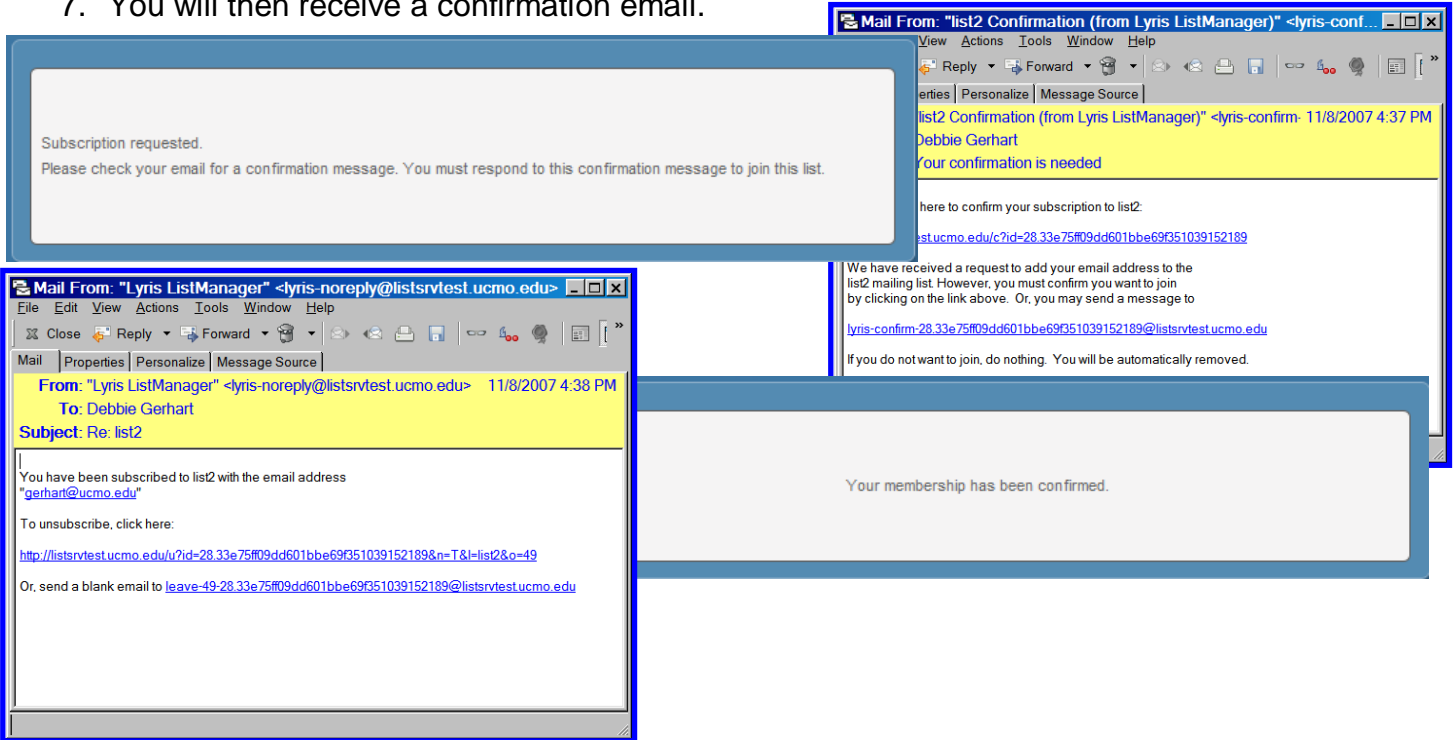 7. You will then receive a confirmation email.
Subscription requested.
Please check your email for a confirmation message. You must respond to this confirmation message to join this list.
Mail From: "list2 Confirmation (from Lyris ListManager)" <lyris-conf...
View Actions Tools Window Help
Reply Forward »
erties Personalize Message Source
list2 Confirmation (from Lyris ListManager)" <lyris-confirm- 11/8/2007 4:37 PM
Debbie Gerhart
Your confirmation is needed
here to confirm your subscription to list2:
est.ucmo.edu/c?id=28.33e75ff09dd601bbe69f351039152189
We have received a request to add your email address to the
list2 mailing list. However, you must confirm you want to join
by clicking on the link above. Or, you may send a message to
lyris-confirm-28.33e75ff09dd601bbe69f351039152189@listsrvtest.ucmo.edu
If you do not want to join, do nothing. You will be automatically removed.
Mail From: "Lyris ListManager" <lyris-noreply@listsrvtest.ucmo.edu>
File Edit View Actions Tools Window Help
Close Reply Forward »
Mail Properties Personalize Message Source
From: "Lyris ListManager" <lyris-noreply@listsrvtest.ucmo.edu> 11/8/2007 4:38 PM
To: Debbie Gerhart
Subject: Re: list2
You have been subscribed to list2 with the email address
"gerhart@ucmo.edu"
To unsubscribe, click here:
http://listsrvtest.ucmo.edu/u?id=28.33e75ff09dd601bbe69f351039152189&n=T&l=list2&o=49
Or, send a blank email to leave-49-28.33e75ff09dd601bbe69f351039152189@listsrvtest.ucmo.edu
Your membership has been confirmed.